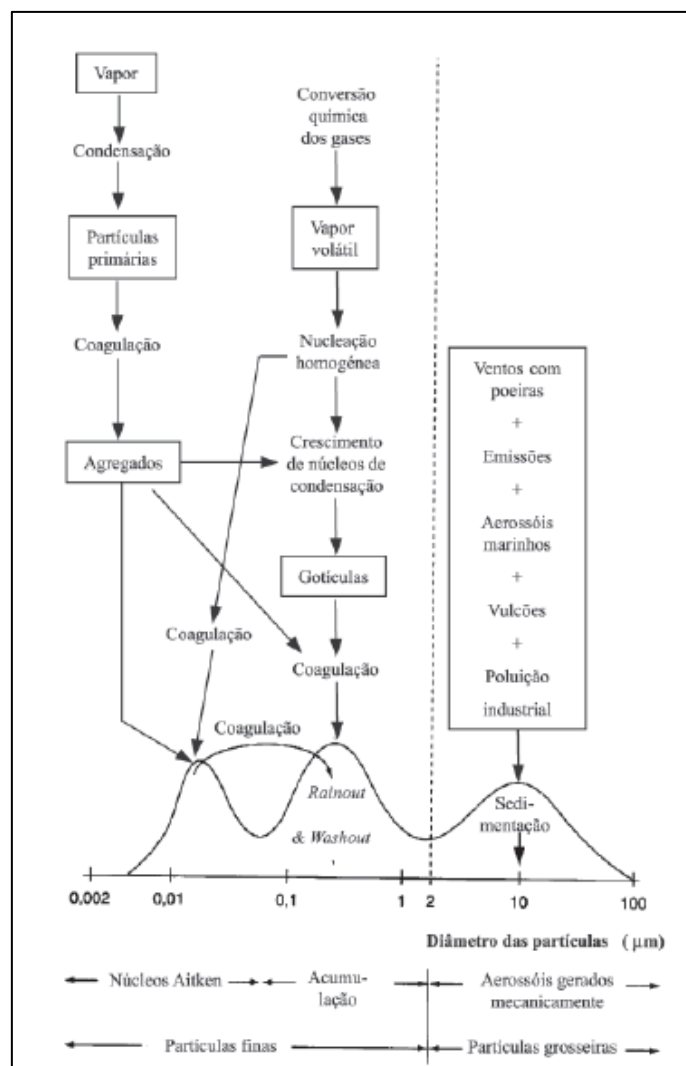 Vapor
Condensação
Partículas
primárias
Coagulação
Agregados
Conversão
química
dos gases
Vapor
volátil
Nucleação
homogénea
Crescimento
de núcleos de
condensação
Gotículas
Coagulação
Coagulação
Coagulação
Rainout
& Washout
Ventos com
poeiras
+
Emissões
+
Aerossóis
marinhos
+
Vulcões
+
Poluição
industrial
Sedi-
mentação
0,002 0,01 0,1 1 2 10 100
Diâmetro das partículas ( μm)
Núcleos Aitken
Acumu-
lação
Aerossóis gerados
mecanicamente
Partículas finas
Partículas grosseiras